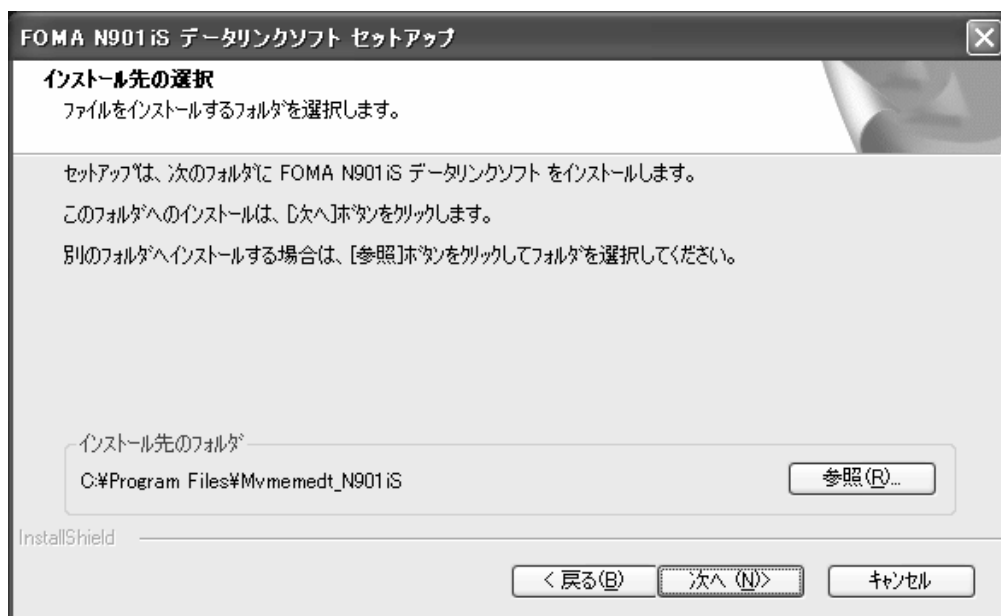 FOMA N901iS データリンクソフト セットアップ
インストール先の選択
ファイルをインストールするフォルダを選択します。
セットアップは、次のフォルダに FOMA N901iS データリンクソフト をインストールします。
このフォルダへのインストールは、[次へ]ボタンをクリックします。
別のフォルダへインストールする場合は、[参照]ボタンをクリックしてフォルダを選択してください。
インストール先のフォルダ
C:¥Program Files¥Mvmemedt_N901iS
参照(R)...
InstallShield
< 戻る(B)
次へ (N)>
キャンセル